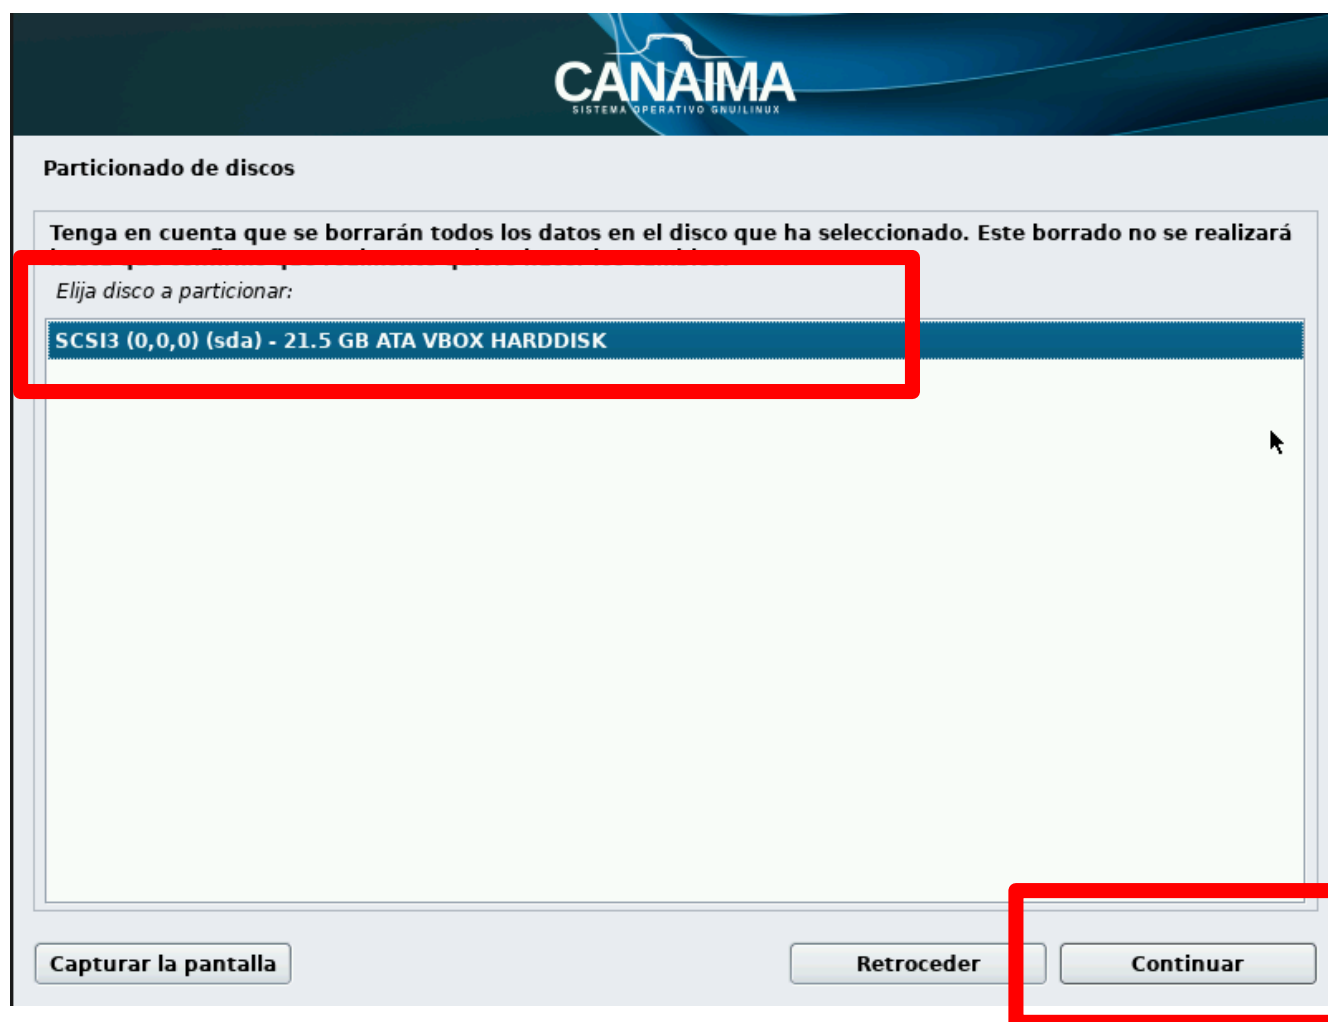 CANAIMA
SISTEMA OPERATIVO GNU/LINUX
Particionado de discos
Tenga en cuenta que se borrarán todos los datos en el disco que ha seleccionado. Este borrado no se realizará
Elija disco a particionar:
SCSI3 (0,0,0) (sda) - 21.5 GB ATA VBOX HARDDISK
Capturar la pantalla
Retroceder
Continuar